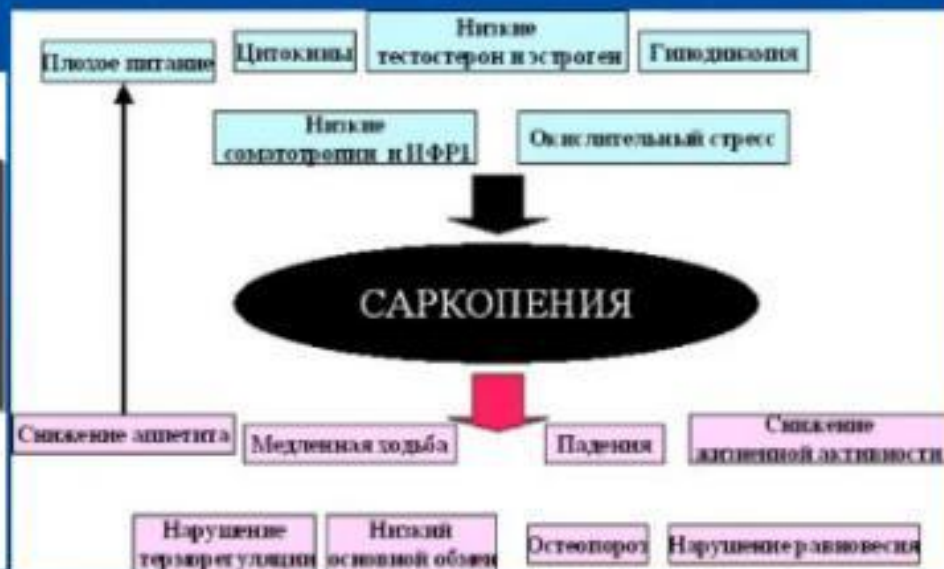 Плохое питание
Цитокины
Низкие
тестостерон и эстроген
Гиподинамия
Низкие
соматотропин и ИФР1
Окислительный стресс
САРКОПЕНИЯ
Снижение аппетита
Медленная ходьба
Падения
Снижение
жизненной активности
Нарушение
терморегуляции
Низкий
основной обмен
Остеопороз
Нарушение равновесия